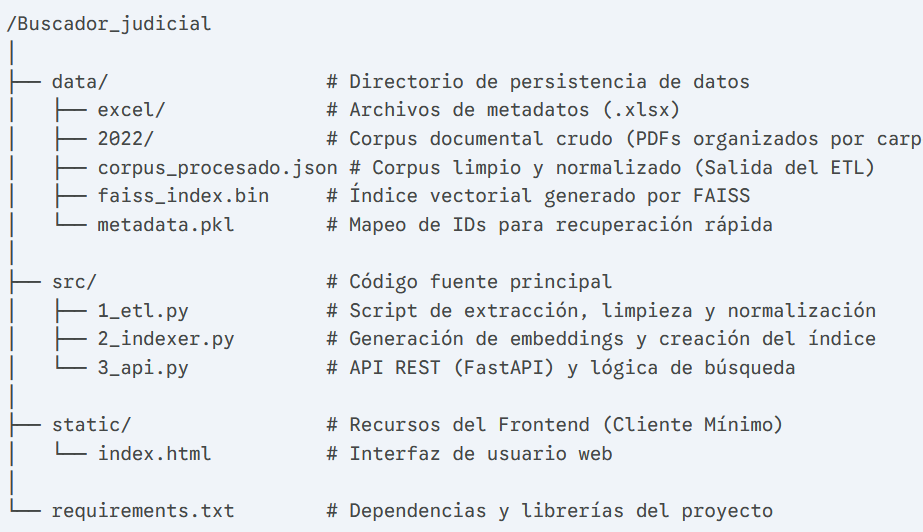 /Buscador_judicial
│
├── data/                    # Directorio de persistencia de datos
│   ├── excel/               # Archivos de metadatos (.xlsx)
│   ├── 2022/                # Corpus documental crudo (PDFs organizados por carp
│   ├── corpus_procesado.json # Corpus limpio y normalizado (Salida del ETL)
│   ├── faiss_index.bin      # Índice vectorial generado por FAISS
│   └── metadata.pkl         # Mapeo de IDs para recuperación rápida
│
├── src/                     # Código fuente principal
│   ├── 1_etl.py             # Script de extracción, limpieza y normalización
│   ├── 2_indexer.py         # Generación de embeddings y creación del índice
│   └── 3_api.py             # API REST (FastAPI) y lógica de búsqueda
│
├── static/                  # Recursos del Frontend (Cliente Mínimo)
│   └── index.html           # Interfaz de usuario web
│
└── requirements.txt         # Dependencias y librerías del proyecto